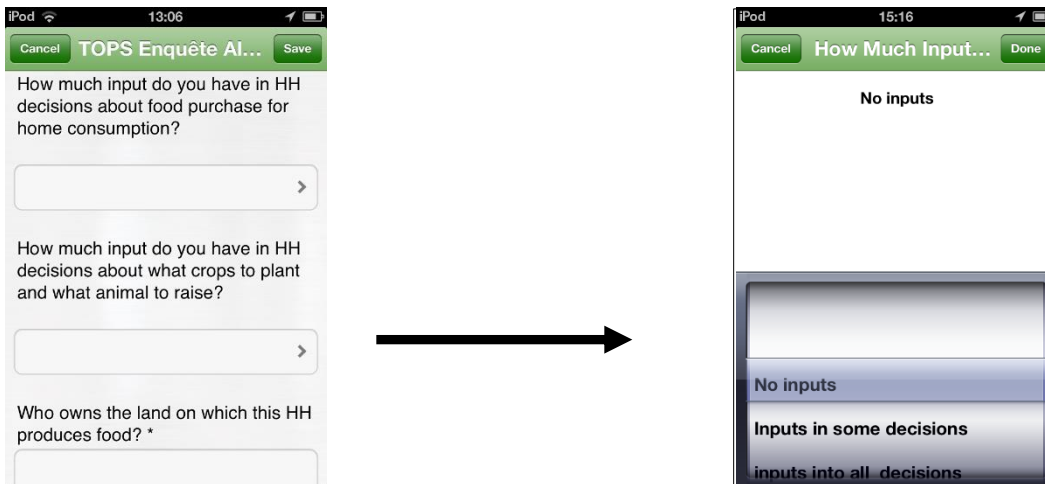 iPod 13:06
Cancel TOPS Enquête Al... Save
How much input do you have in HH
decisions about food purchase for
home consumption?
How much input do you have in HH
decisions about what crops to plant
and what animal to raise?
Who owns the land on which this HH
produces food? *
iPod 15:16
Cancel How Much Input... Done
No inputs
No inputs
Inputs in some decisions
inputs into all decisions